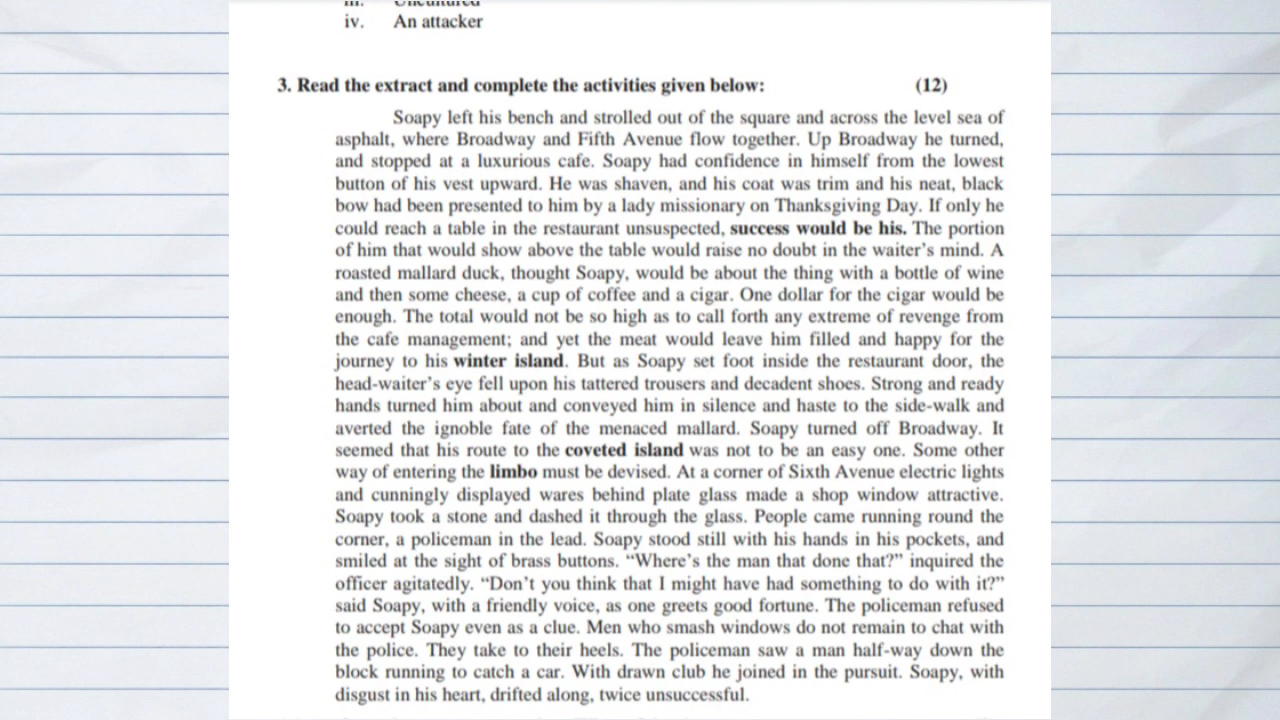 iv. An attacker
3. Read the extract and complete the activities given below: (12)
Soapy left his bench and strolled out of the square and across the level sea of
asphalt, where Broadway and Fifth Avenue flow together. Up Broadway he turned,
and stopped at a luxurious cafe. Soapy had confidence in himself from the lowest
button of his vest upward. He was shaven, and his coat was trim and his neat, black
bow had been presented to him by a lady missionary on Thanksgiving Day. If only he
could reach a table in the restaurant unsuspected, success would be his. The portion
of him that would show above the table would raise no doubt in the waiter's mind. A
roasted mallard duck, thought Soapy, would be about the thing with a bottle of wine
and then some cheese, a cup of coffee and a cigar. One dollar for the cigar would be
enough. The total would not be so high as to call forth any extreme of revenge from
the cafe management; and yet the meat would leave him filled and happy for the
journey to his winter island. But as Soapy set foot inside the restaurant door, the
head-waiter's eye fell upon his tattered trousers and decadent shoes. Strong and ready
hands turned him about and conveyed him in silence and haste to the side-walk and
averted the ignoble fate of the menaced mallard. Soapy turned off Broadway. It
seemed that his route to the coveted island was not to be an easy one. Some other
way of entering the limbo must be devised. At a corner of Sixth Avenue electric lights
and cunningly displayed wares behind plate glass made a shop window attractive.
Soapy took a stone and dashed it through the glass. People came running round the
corner, a policeman in the lead. Soapy stood still with his hands in his pockets, and
smiled at the sight of brass buttons. “Where's the man that done that?” inquired the
officer agitatedly. “Don't you think that I might have had something to do with it?”
said Soapy, with a friendly voice, as one greets good fortune. The policeman refused
to accept Soapy even as a clue. Men who smash windows do not remain to chat with
the police. They take to their heels. The policeman saw a man half-way down the
block running to catch a car. With drawn club he joined in the pursuit. Soapy, with
disgust in his heart, drifted along, twice unsuccessful.